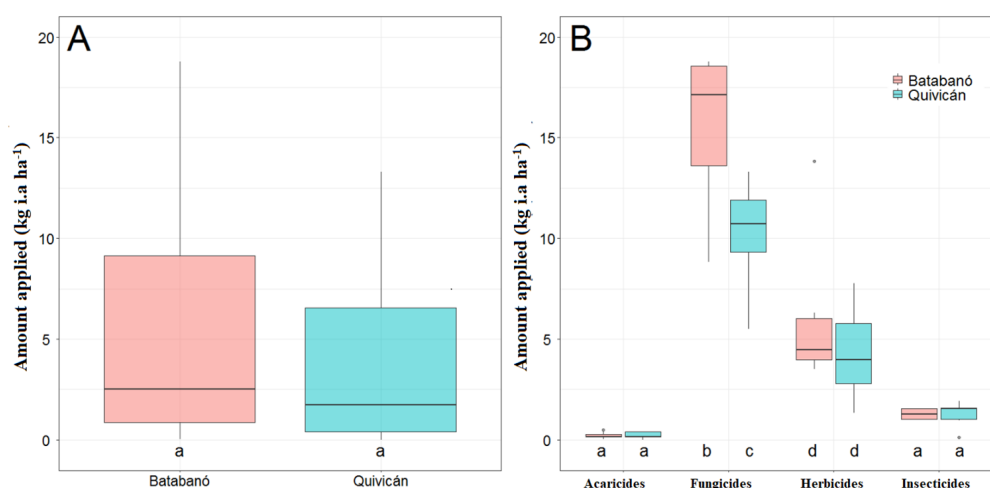 A
Amount applied (kg i.a ha-1)
20
15
10
5
0
a a
Batabanó Quivicán
B
Batabanó
Quivicán
Amount applied (kg i.a ha-1)
20
15
10
5
0
a a b c d d a a
Acaricides Fungicides Herbicides Insecticides